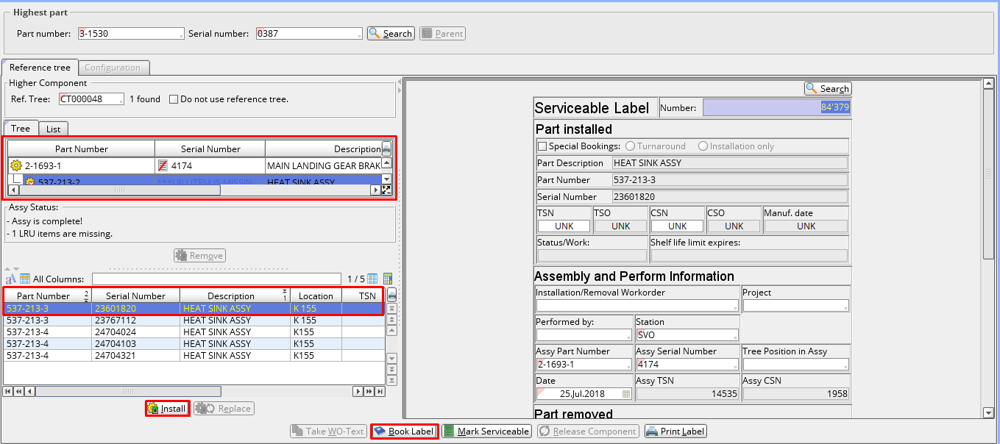 Highest part
Part number: 3-1530 Serial number: 0387 Search Parent
Reference tree Configuration
Higher Component
Ref. Tree: CT000048 1 found Do not use reference tree.
Tree List
Part Number Serial Number Description
2-1693-1 4174 MAIN LANDING GEAR BRAK
537-213-2 ***LRU ITEM IS MISSIN HEAT SINK ASSY
Assy Status:
- Assy is complete!
- 1 LRU items are missing.
Remove
All Columns: 1 / 5
Part Number 2 Serial Number Description 1 Location TSN
537-213-3 23601820 HEAT SINK ASSY K 155
537-213-3 23767112 HEAT SINK ASSY K 155
537-213-4 24704024 HEAT SINK ASSY K155
537-213-4 24704103 HEAT SINK ASSY K155
537-213-4 24704321 HEAT SINK ASSY K155
Install Replace
Search
Serviceable Label Number: 84'379
Part installed
Special Bookings: Turnaround Installation only
Part Description HEAT SINK ASSY
Part Number 537-213-3
Serial Number 23601820
TSN TSO CSN CSO Manuf. date
UNK UNK UNK UNK UNK
Status/Work: Shelf life limit expires:
Assembly and Perform Information
Installation/Removal Workorder Project
Performed by: Station
SVO
Assy Part Number Assy Serial Number Tree Position in Assy
2-1693-1 4174
Date Assy TSN Assy CSN
25.Jul.2018 14535 1958
Part removed
Take WO-Text Book Label Mark Serviceable Release Component Print Label